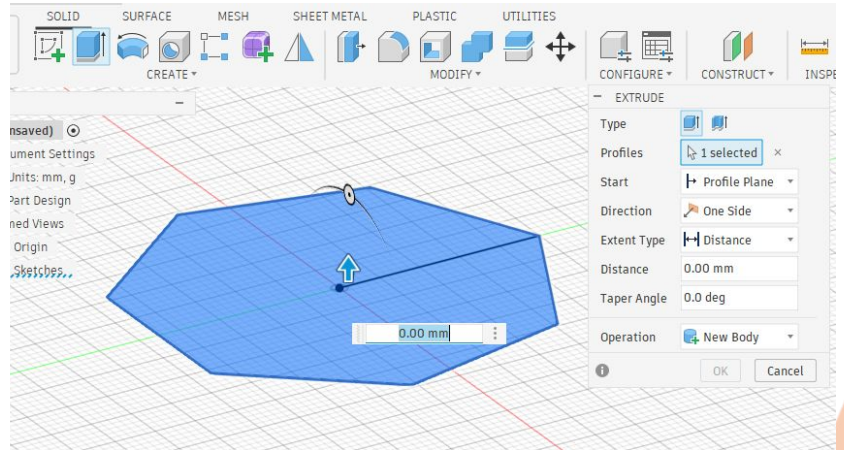 SOLID SURFACE MESH SHEET METAL PLASTIC UTILITIES
CREATE MODIFY CONFIGURE CONSTRUCT INSPE
EXTRUDE
nsaved)
ument Settings
Units: mm, g
Part Design
med Views
Origin
Sketches
Type
Profiles 1 selected ×
Start Profile Plane
Direction One Side
Extent Type Distance
Distance 0.00 mm
Taper Angle 0.0 deg
Operation New Body
OK Cancel
0.00 mm